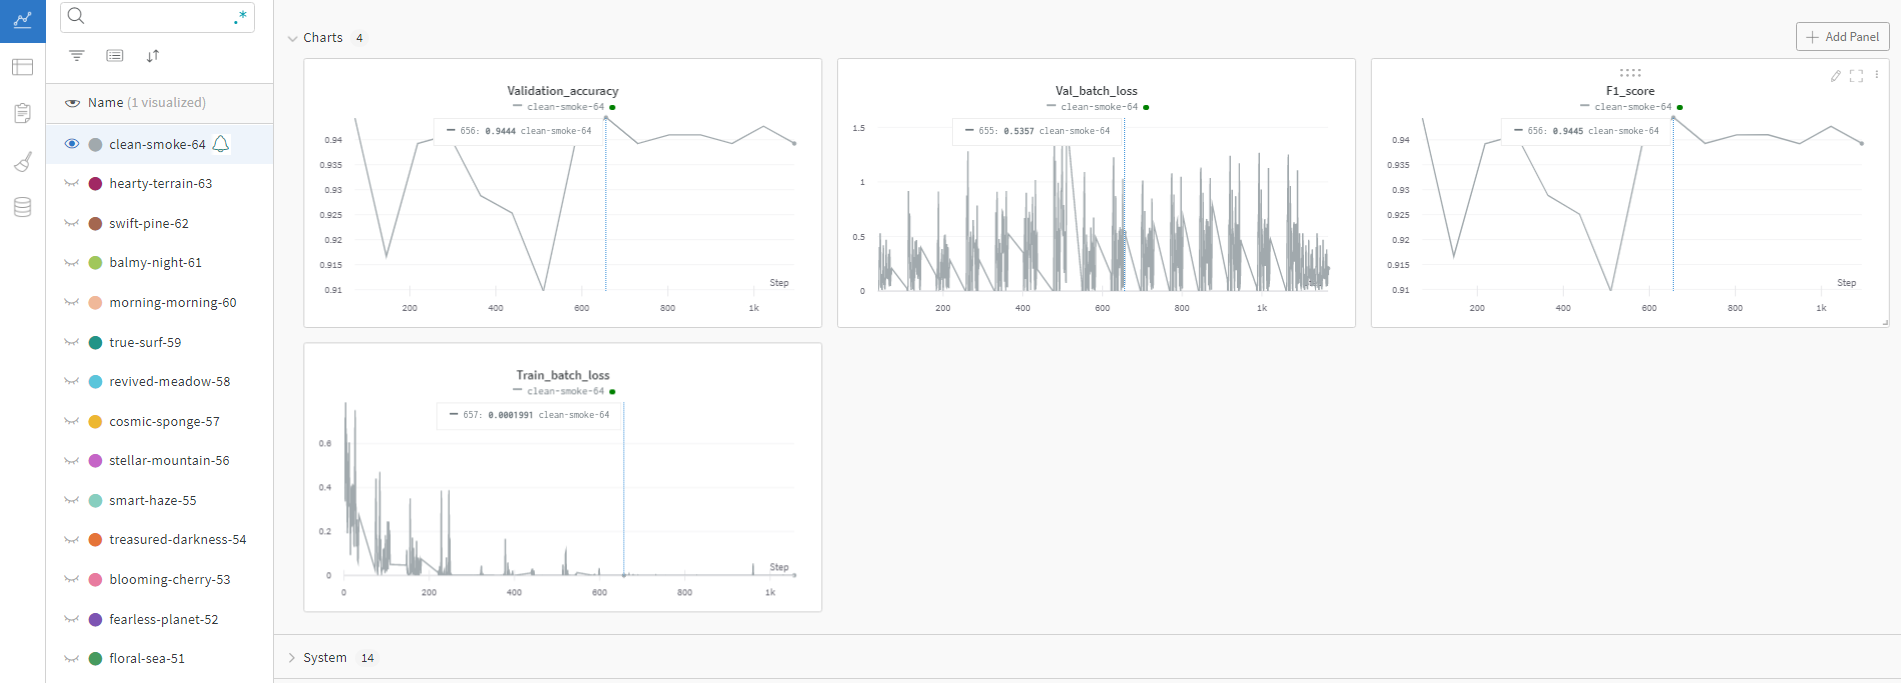 .*
Name (1 visualized)
clean-smoke-64
hearty-terrain-63
swift-pine-62
balmy-night-61
morning-morning-60
true-surf-59
revived-meadow-58
cosmic-sponge-57
stellar-mountain-56
smart-haze-55
treasured-darkness-54
blooming-cherry-53
fearless-planet-52
floral-sea-51
Charts 4
Add Panel
Validation_accuracy
clean-smoke-64
656: 0.9444 clean-smoke-64
0.94
0.935
0.93
0.925
0.92
0.915
0.91
Step
200 400 600 800 1k
Val_batch_loss
clean-smoke-64
655: 0.5357 clean-smoke-64
1.5
1
0.5
0
200 400 600 800 1k
F1_score
clean-smoke-64
656: 0.9445 clean-smoke-64
0.94
0.935
0.93
0.925
0.92
0.915
0.91
Step
200 400 600 800 1k
Train_batch_loss
clean-smoke-64
657: 0.0001991 clean-smoke-64
0.6
0.4
0.2
0
Step
0 200 400 600 800 1k
System 14